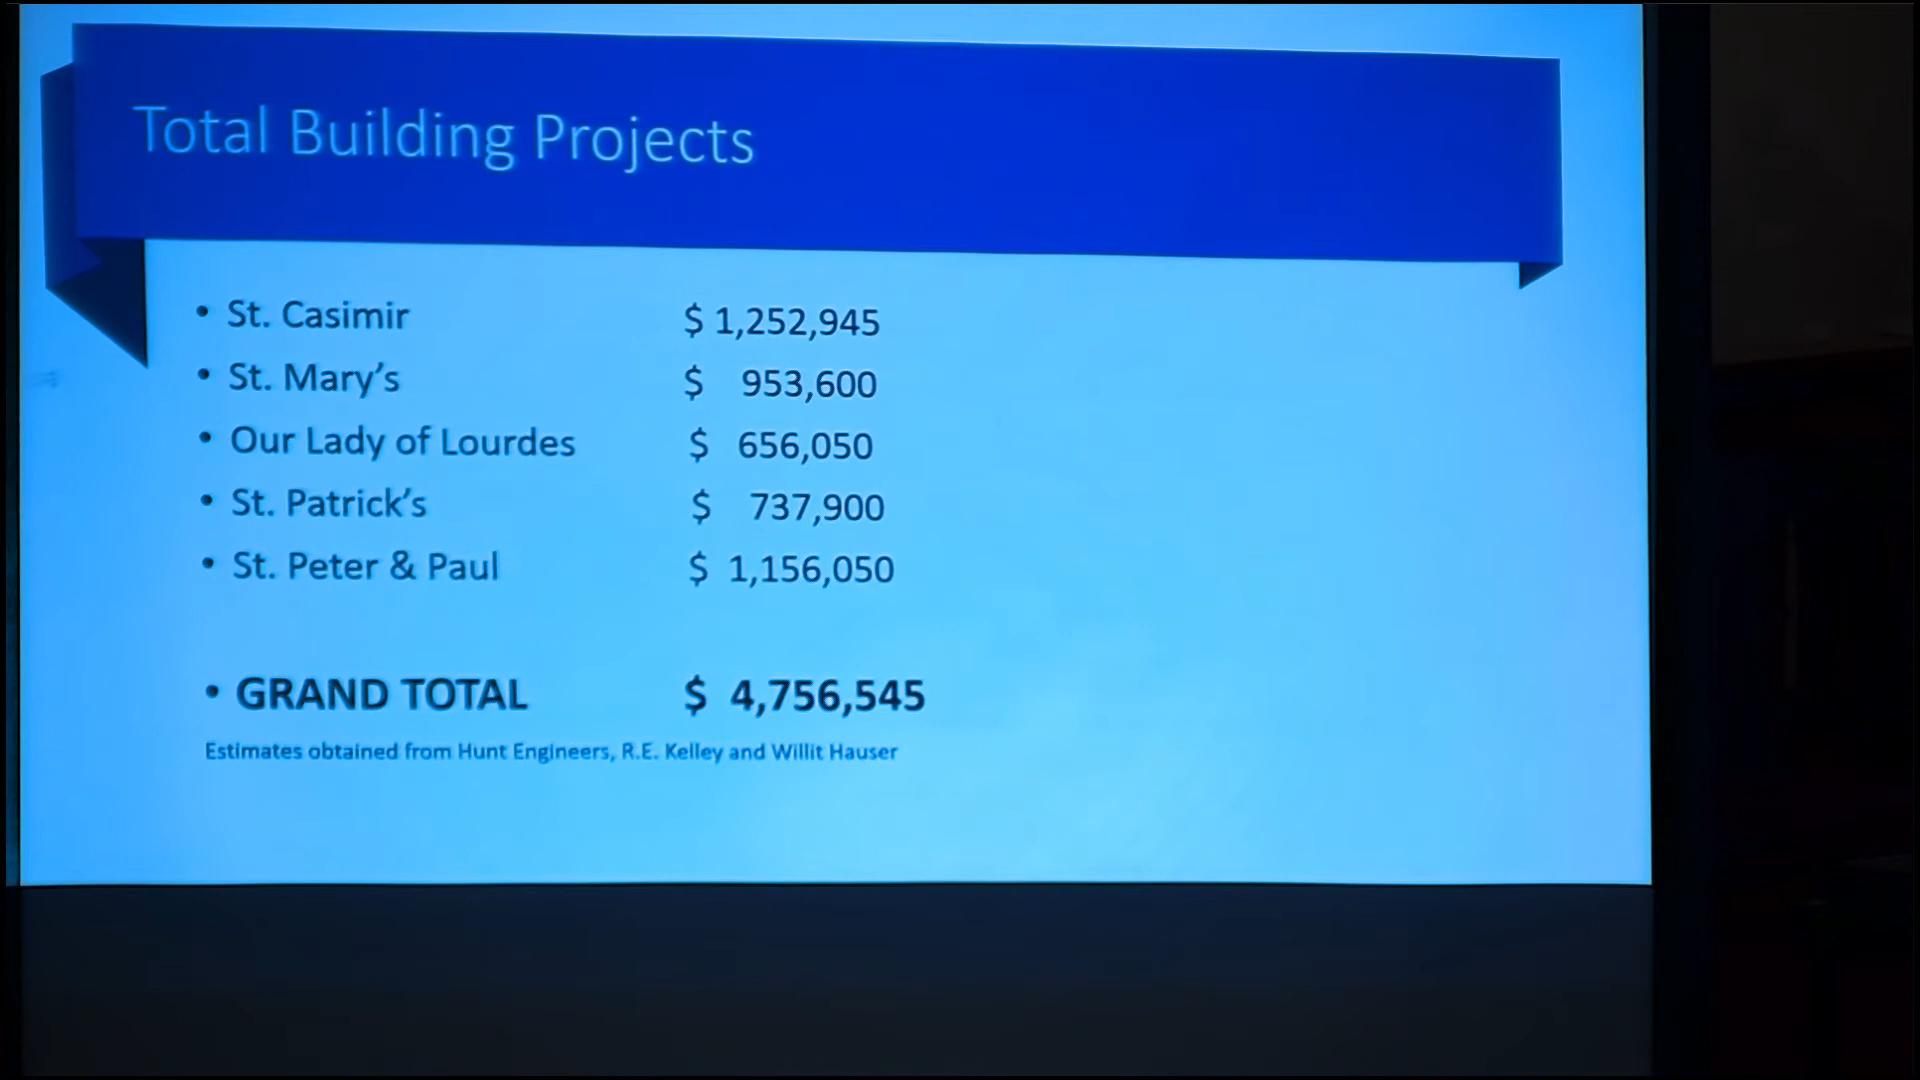 Total Building Projects
• St. Casimir $ 1,252,945
• St. Mary's $ 953,600
• Our Lady of Lourdes $ 656,050
• St. Patrick's $ 737,900
• St. Peter & Paul $ 1,156,050
• GRAND TOTAL $ 4,756,545
Estimates obtained from Hunt Engineers, R.E. Kelley and Willit Hauser